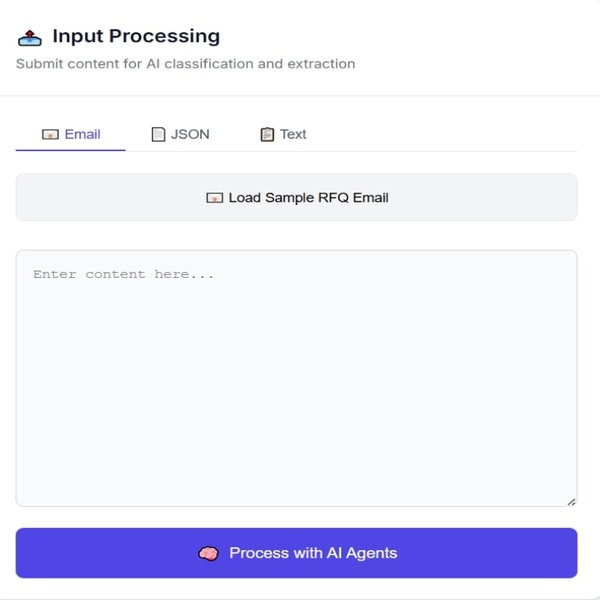 Input Processing
Submit content for AI classification and extraction
Email JSON Text
Load Sample RFQ Email
Enter content here...
Process with AI Agents